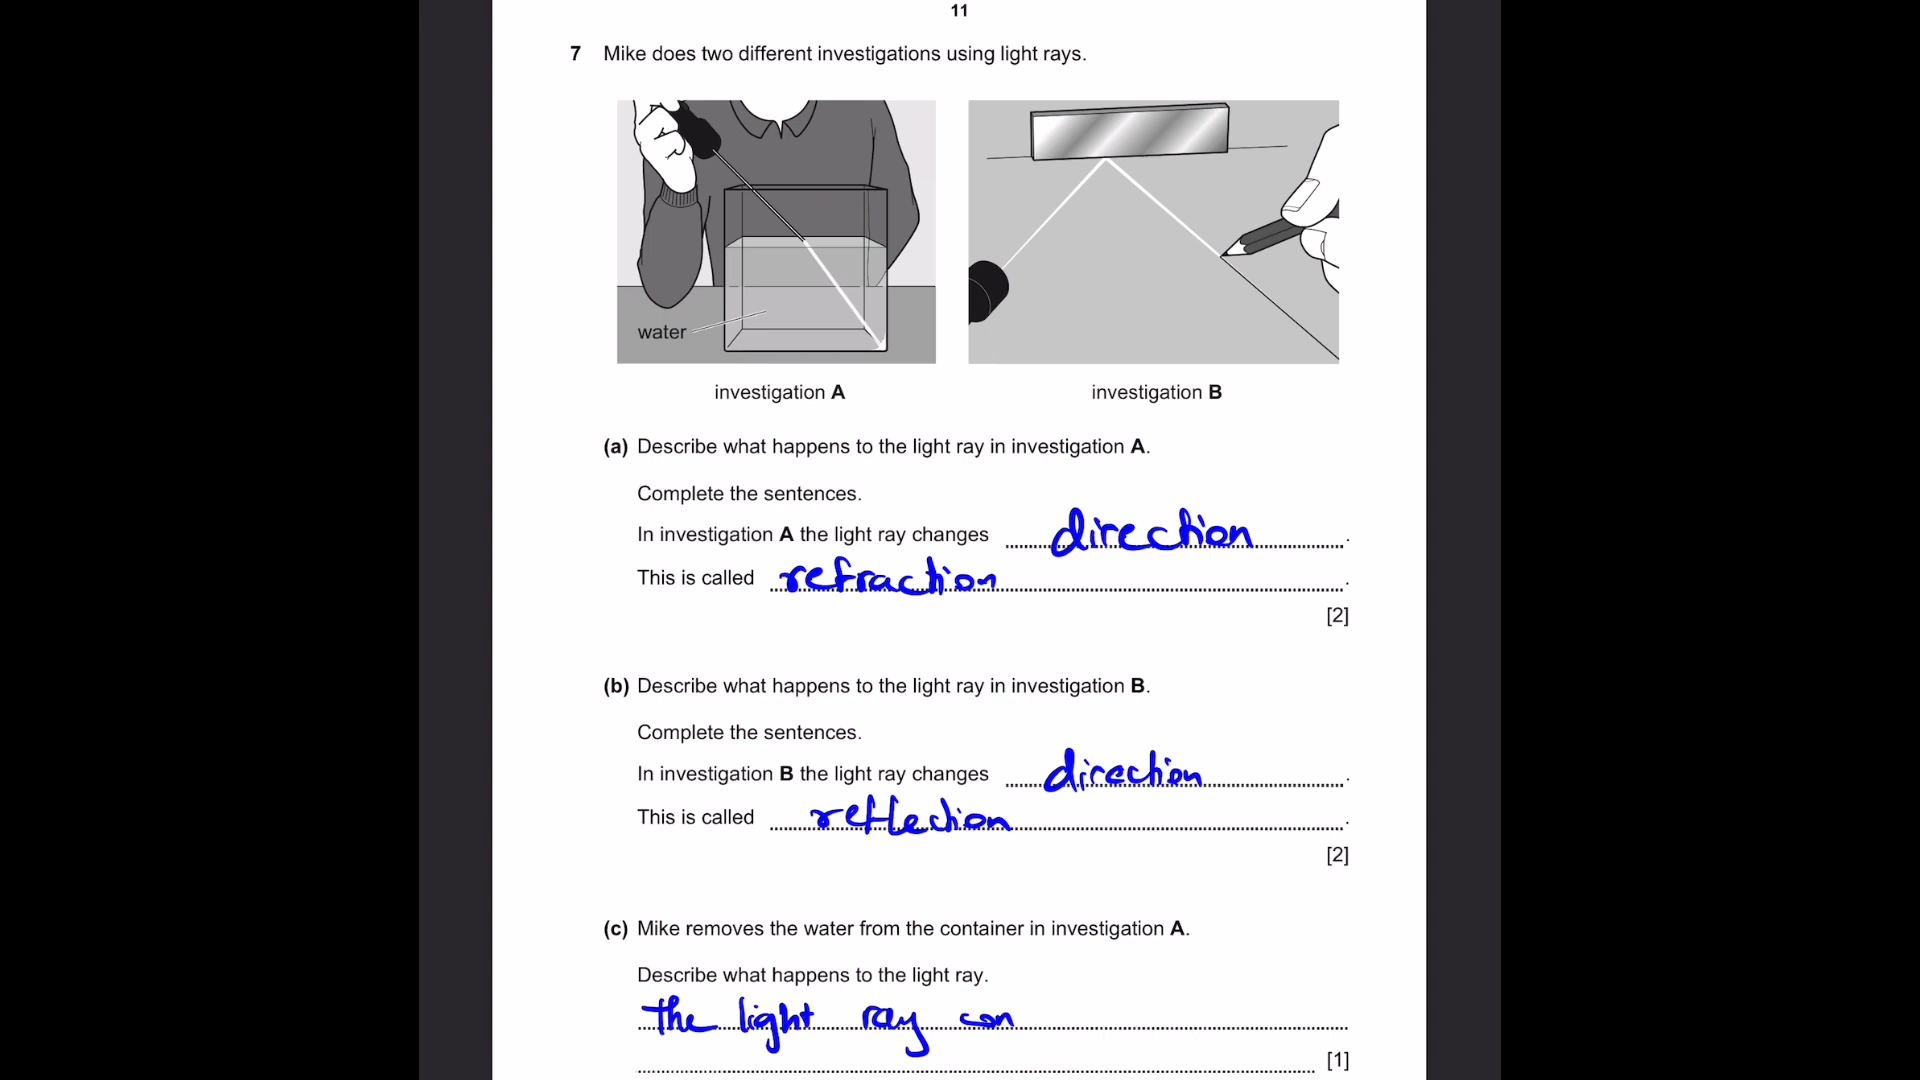 11
7 Mike does two different investigations using light rays.
water
investigation A investigation B
(a) Describe what happens to the light ray in investigation A.
Complete the sentences.
In investigation A the light ray changes direction.
This is called refraction.
[2]
(b) Describe what happens to the light ray in investigation B.
Complete the sentences.
In investigation B the light ray changes direction.
This is called reflection.
[2]
(c) Mike removes the water from the container in investigation A.
Describe what happens to the light ray.
the light ray con
[1]